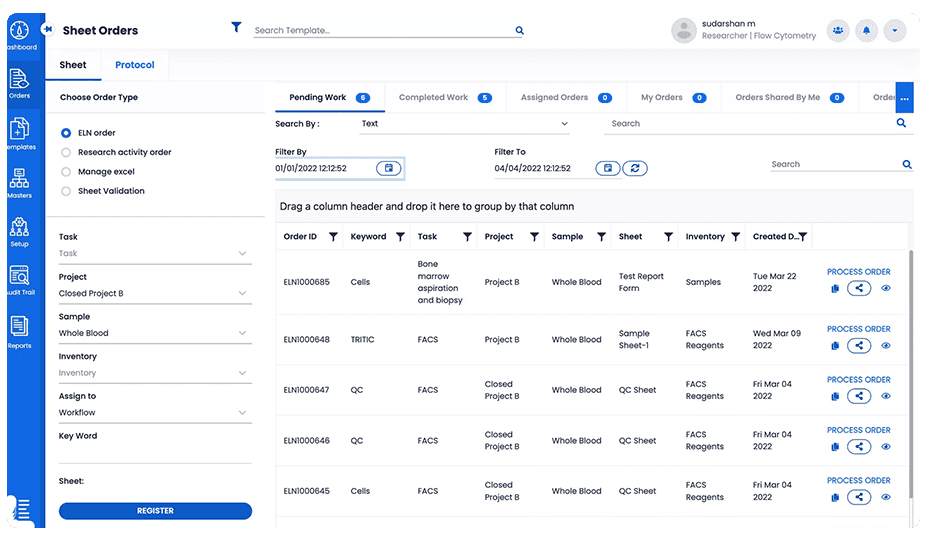 Sheet Orders
Search Template...
sudarshan m
Researcher | Flow Cytometry
Dashboard
Orders
Templates
Masters
Setup
Audit Trail
Reports
Sheet
Protocol
Choose Order Type
ELN order
Research activity order
Manage excel
Sheet Validation
Task
Task
Project
Closed Project B
Sample
Whole Blood
Inventory
Inventory
Assign to
Workflow
Key Word
Sheet:
REGISTER
Pending Work 6
Completed Work 5
Assigned Orders 0
My Orders 0
Orders Shared By Me 0
Order
...
Search By :
Text
Search
Filter By
01/01/2022 12:12:52
Filter To
04/04/2022 12:12:52
Search
Drag a column header and drop it here to group by that column
Order ID
Keyword
Task
Project
Sample
Sheet
Inventory
Created D...
ELN1000685
Cells
Bone
marrow
aspiration
and biopsy
Project B
Whole Blood
Test Report
Form
Samples
Tue Mar 22
2022
PROCESS ORDER
ELN1000648
TRITIC
FACS
Project B
Whole Blood
Sample
Sheet-1
FACS
Reagents
Wed Mar 09
2022
PROCESS ORDER
ELN1000647
QC
FACS
Closed
Project B
Whole Blood
QC Sheet
FACS
Reagents
Fri Mar 04
2022
PROCESS ORDER
ELN1000646
QC
FACS
Closed
Project B
Whole Blood
QC Sheet
FACS
Reagents
Fri Mar 04
2022
PROCESS ORDER
ELN1000645
Cells
FACS
Closed
Project B
Whole Blood
QC Sheet
FACS
Reagents
Fri Mar 04
2022
PROCESS ORDER